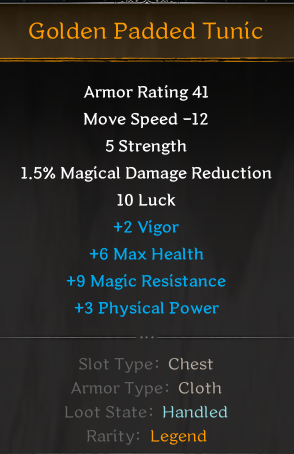 Golden Padded Tunic
Armor Rating 41
Move Speed -12
5 Strength
1.5% Magical Damage Reduction
10 Luck
+2 Vigor
+6 Max Health
+9 Magic Resistance
+3 Physical Power
Slot Type: Chest
Armor Type: Cloth
Loot State: Handled
Rarity: Legend